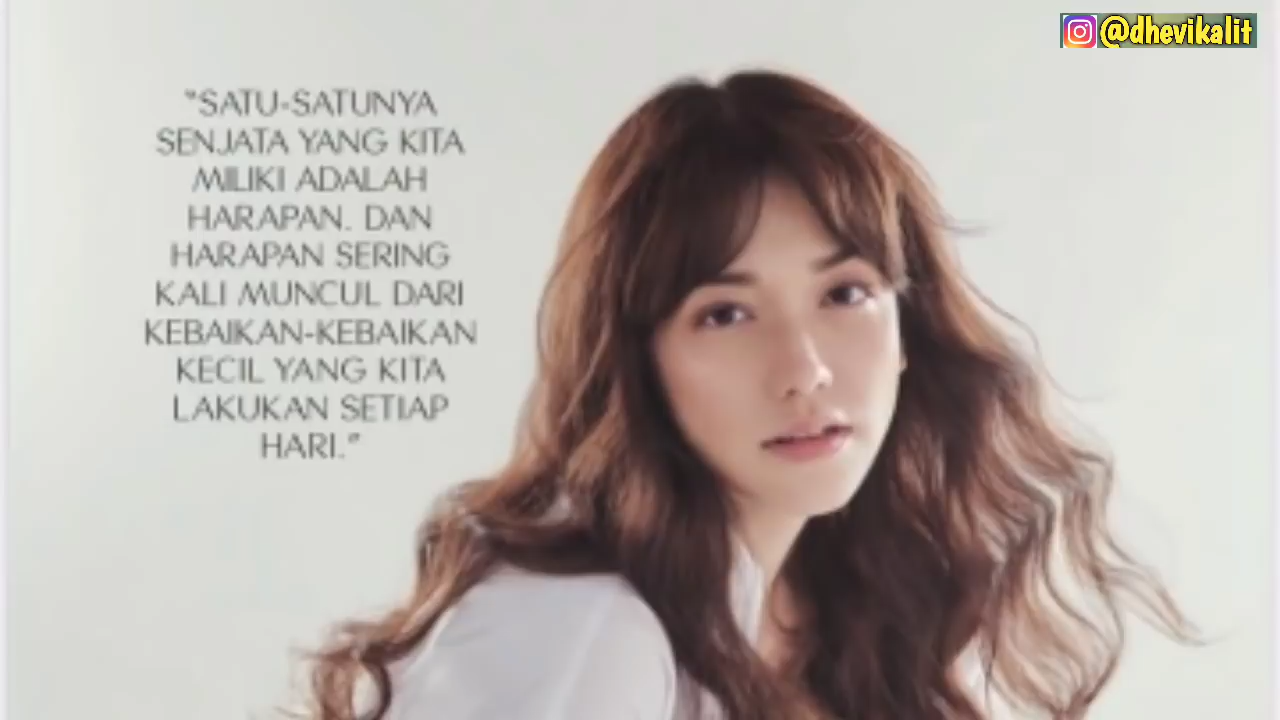 @dhevikalit
"SATU-SATUNYA
SENJATA YANG KITA
MILIKI ADALAH
HARAPAN. DAN
HARAPAN SERING
KALI MUNCUL DARI
KEBAIKAN-KEBAIKAN
KECIL YANG KITA
LAKUKAN SETIAP
HARI."